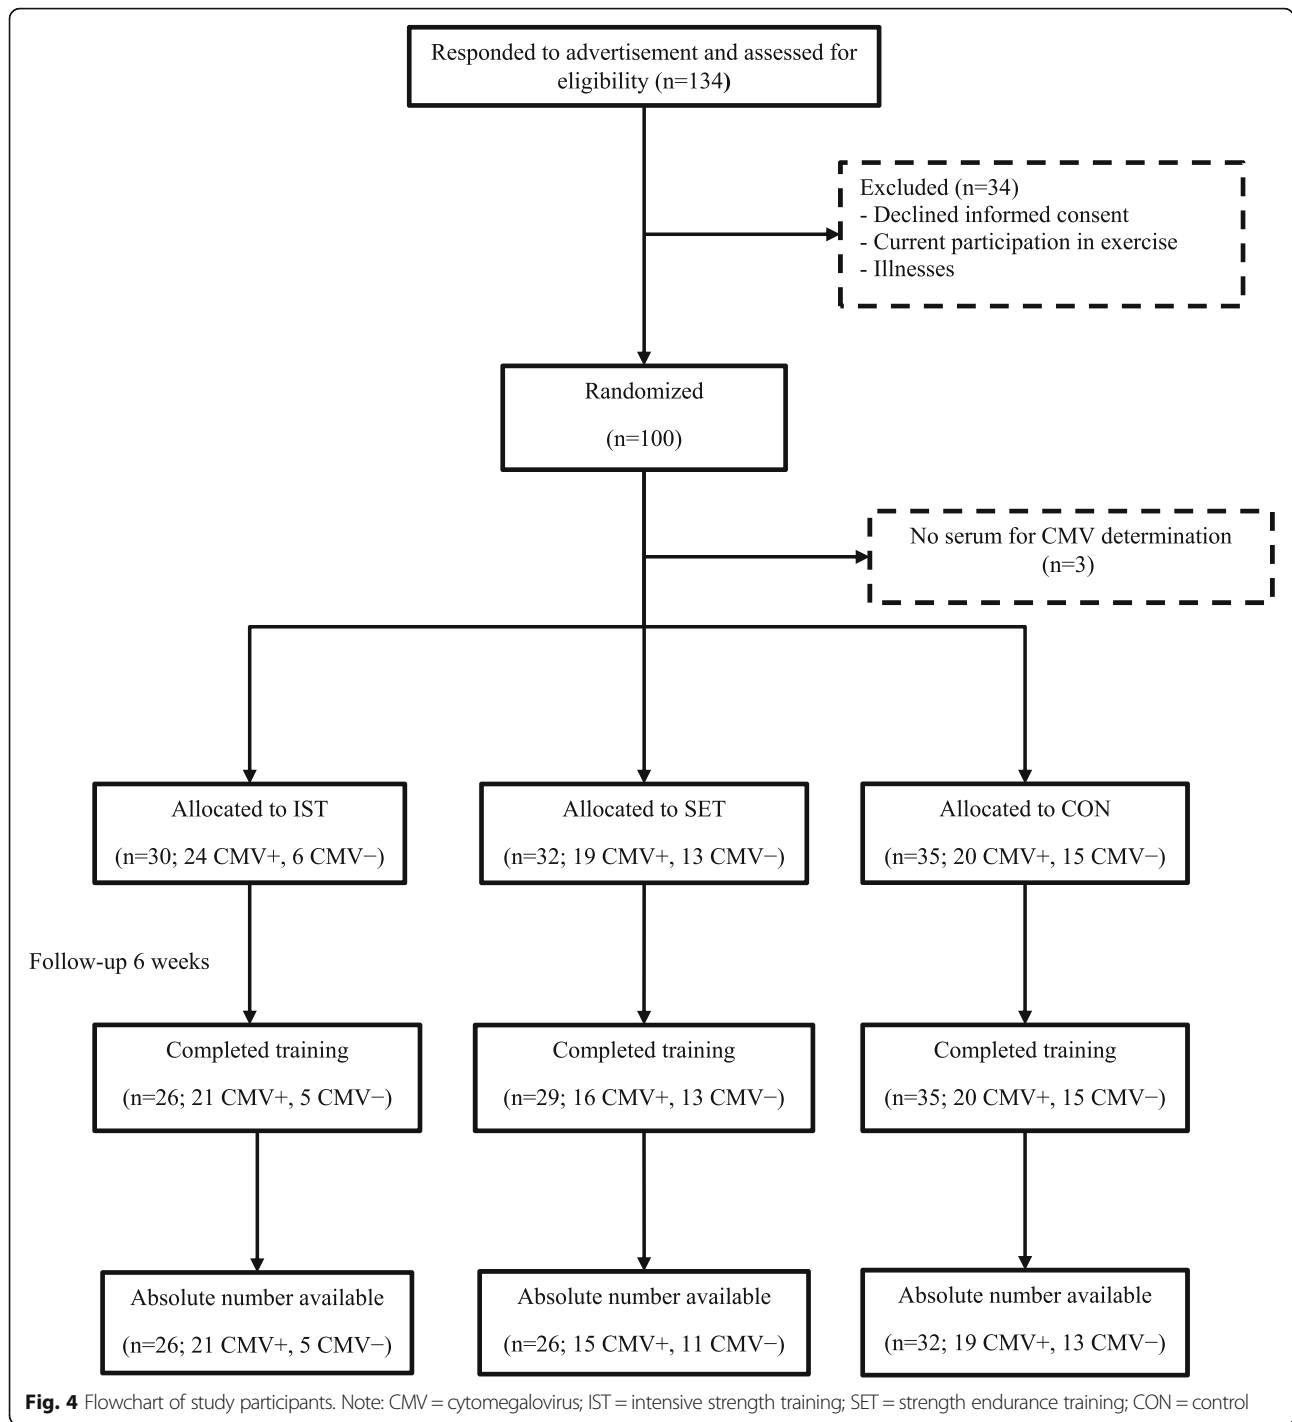 Responded to advertisement and assessed for
eligibility (n=134)
Excluded (n=34)
- Declined informed consent
- Current participation in exercise
- Illnesses
Randomized
(n=100)
No serum for CMV determination
(n=3)
Allocated to IST
(n=30; 24 CMV+, 6 CMV−)
Allocated to SET
(n=32; 19 CMV+, 13 CMV−)
Allocated to CON
(n=35; 20 CMV+, 15 CMV−)
Follow-up 6 weeks
Completed training
(n=26; 21 CMV+, 5 CMV−)
Completed training
(n=29; 16 CMV+, 13 CMV−)
Completed training
(n=35; 20 CMV+, 15 CMV−)
Absolute number available
(n=26; 21 CMV+, 5 CMV−)
Absolute number available
(n=26; 15 CMV+, 11 CMV−)
Absolute number available
(n=32; 19 CMV+, 13 CMV−)
Fig. 4 Flowchart of study participants. Note: CMV = cytomegalovirus; IST = intensive strength training; SET = strength endurance training; CON = control